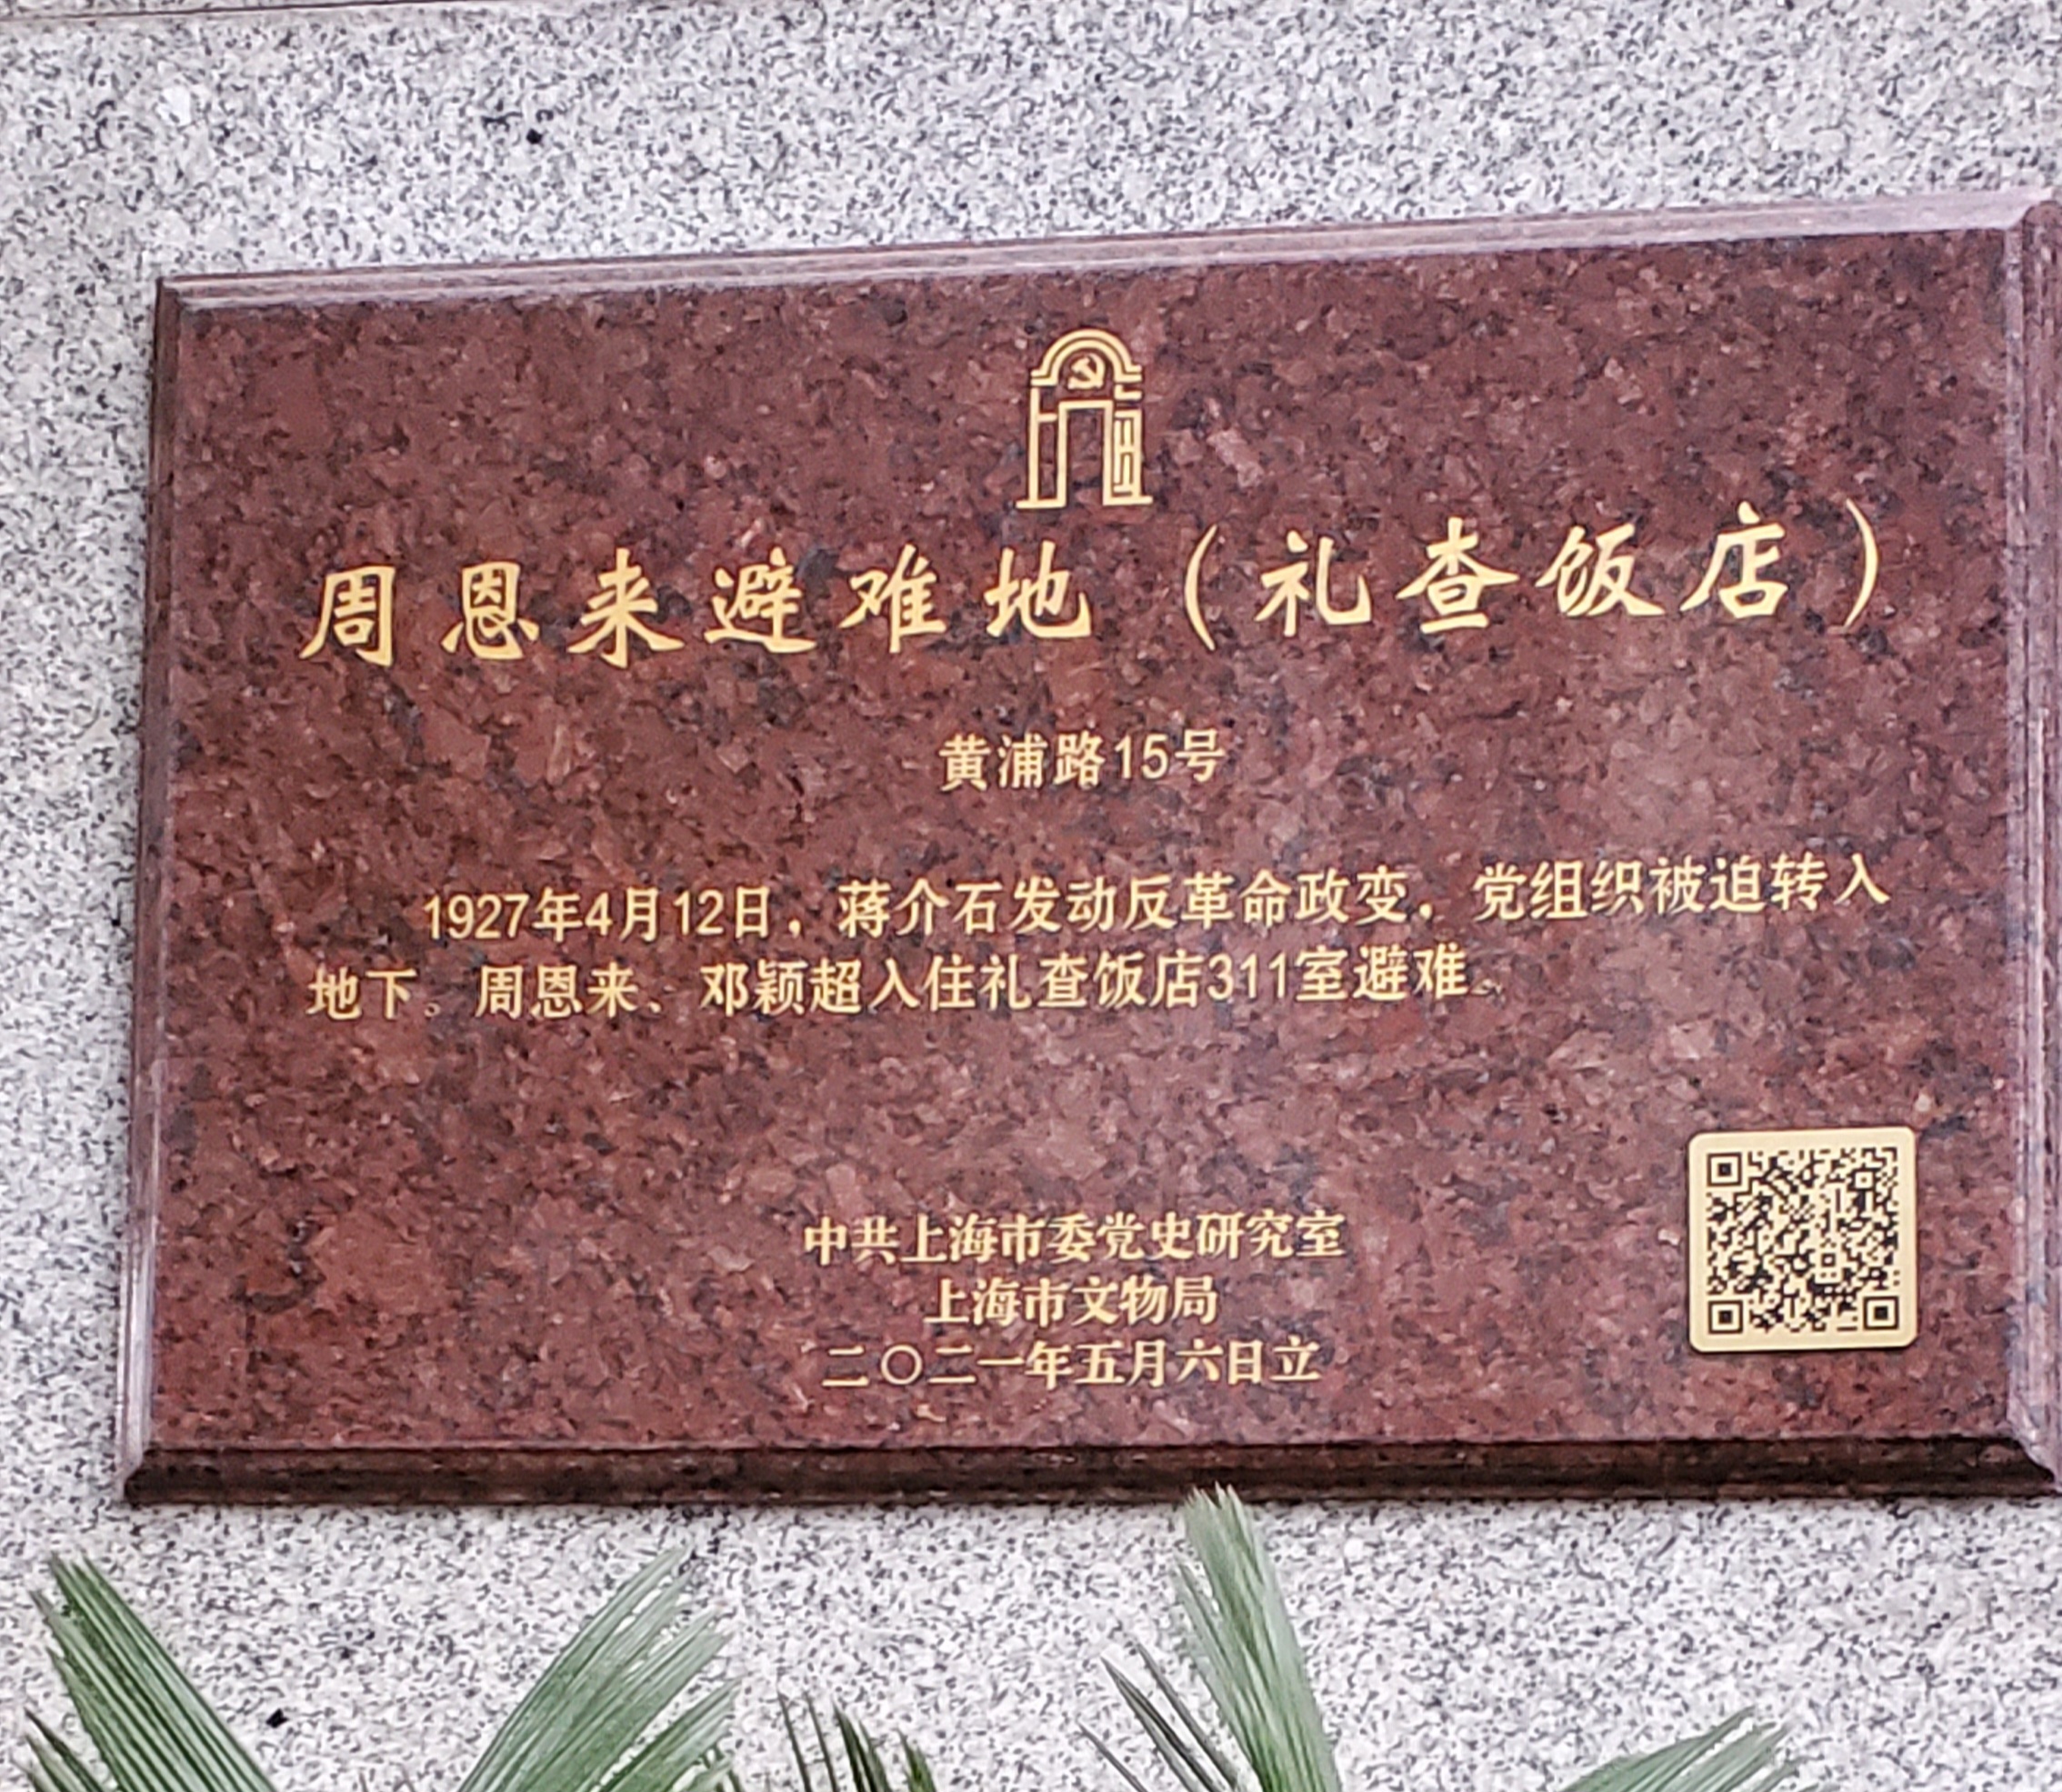 周恩来避难地（礼查饭店）
黄浦路15号
1927年4月12日，蒋介石发动反革命政变，党组织被迫转入
地下。周恩来、邓颖超入住礼查饭店311室避难。
中共上海市委党史研究室
上海市文物局
二〇二一年五月六日立